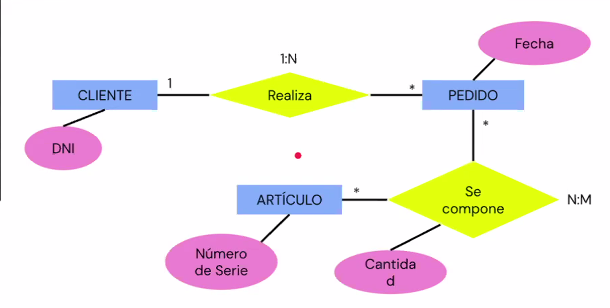 Fecha
1:N
CLIENTE
1
Realiza
*
PEDIDO
*
DNI
ARTÍCULO
*
Se
compone
N:M
Número
de Serie
Cantida
d